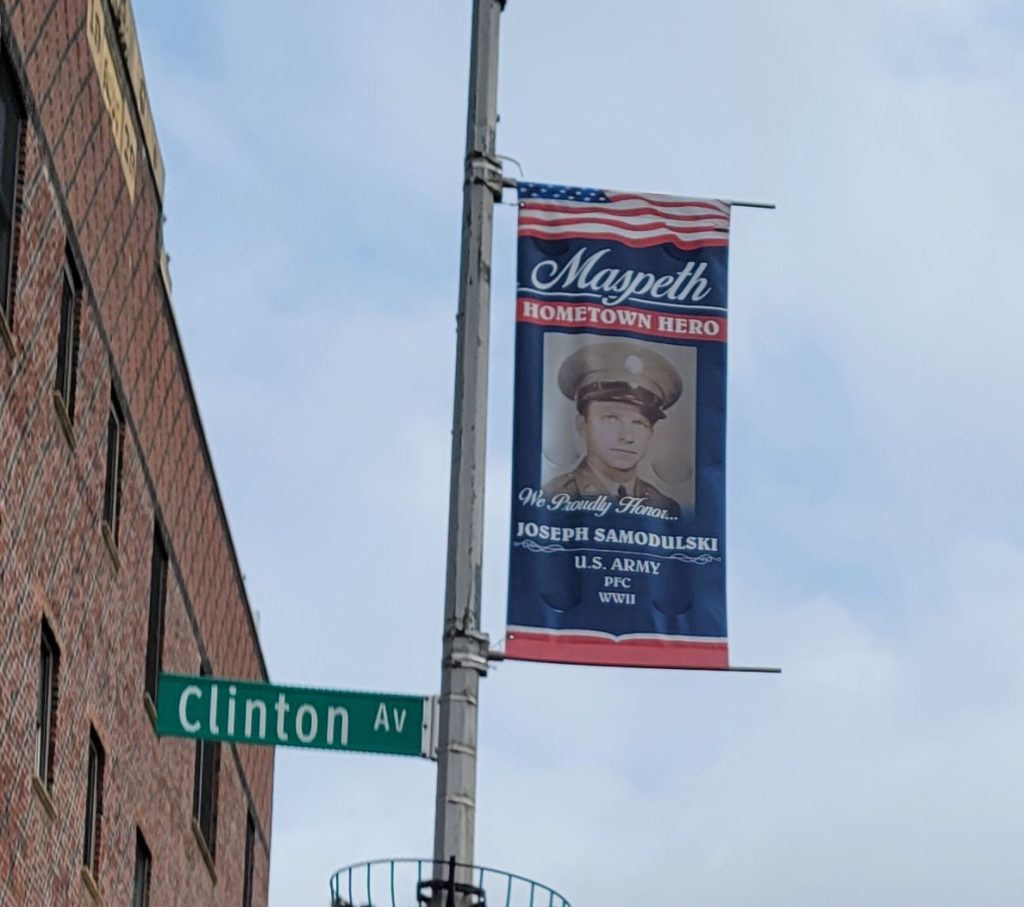 Maspeth
HOMETOWN HERO
We Proudly Honor...
JOSEPH SAMODULSKI
U.S. ARMY
PFC
WWII
Clinton Av